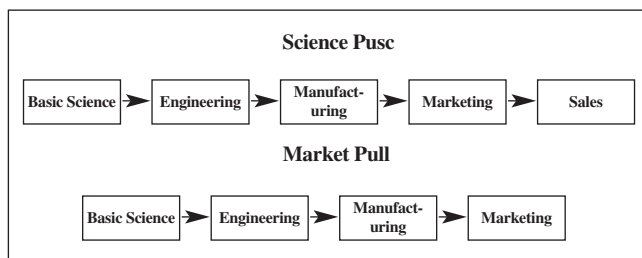 Science Pusc
Basic Science
Engineering
Manufact-
uring
Marketing
Sales
Market Pull
Basic Science
Engineering
Manufact-
uring
Marketing